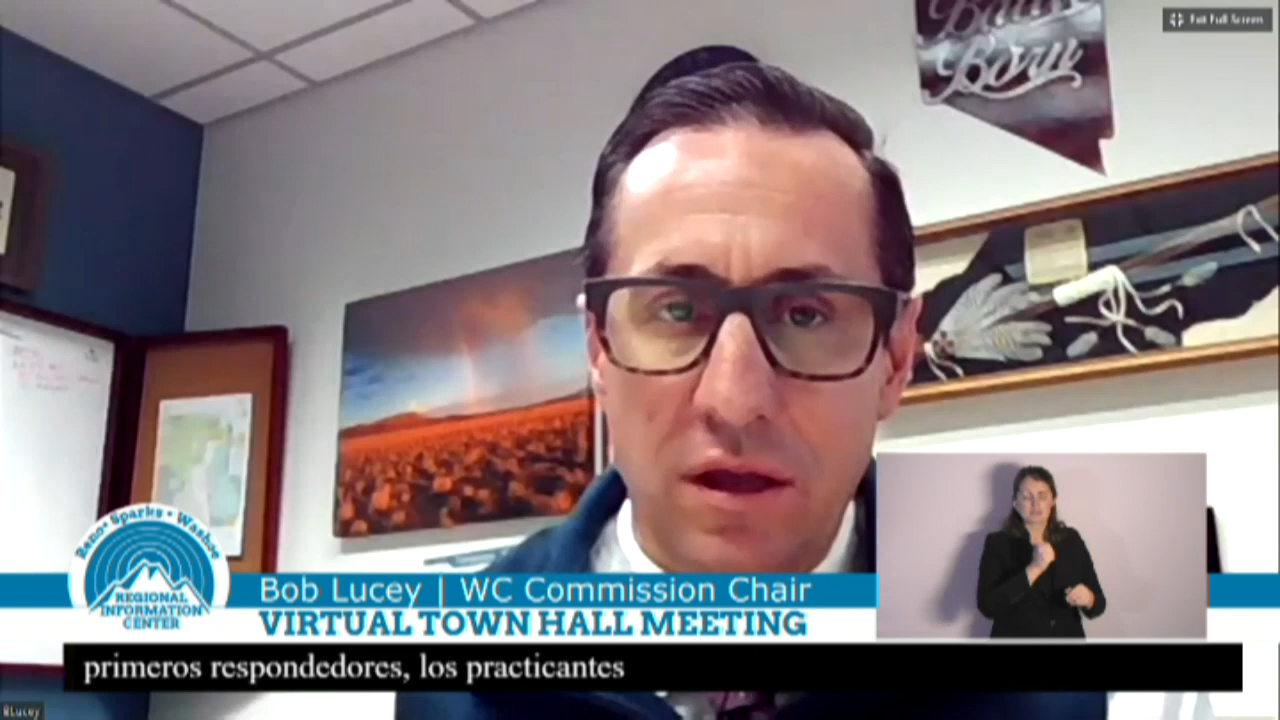 Battle
Born
Exit Full Screen
Reno • Sparks • Washoe
REGIONAL
INFORMATION
CENTER
Bob Lucey | WC Commission Chair
VIRTUAL TOWN HALL MEETING
primeros respondedores, los practicantes
BLucey